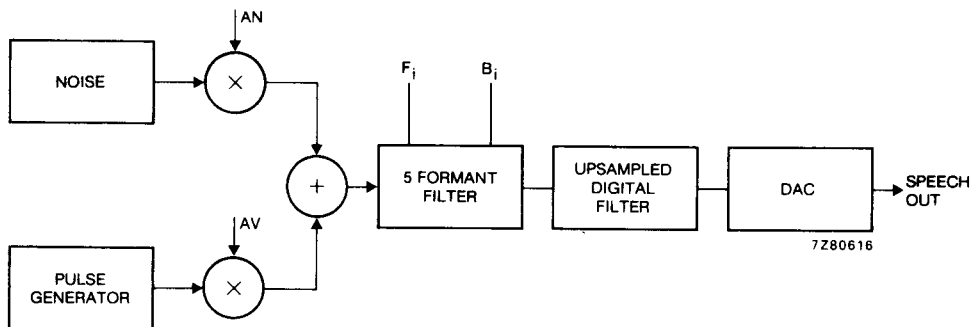 AN
NOISE
×
F_i
B_i
+
5 FORMANT
FILTER
UPSAMPLED
DIGITAL
FILTER
DAC
SPEECH
OUT
7Z80616
AV
PULSE
GENERATOR
×